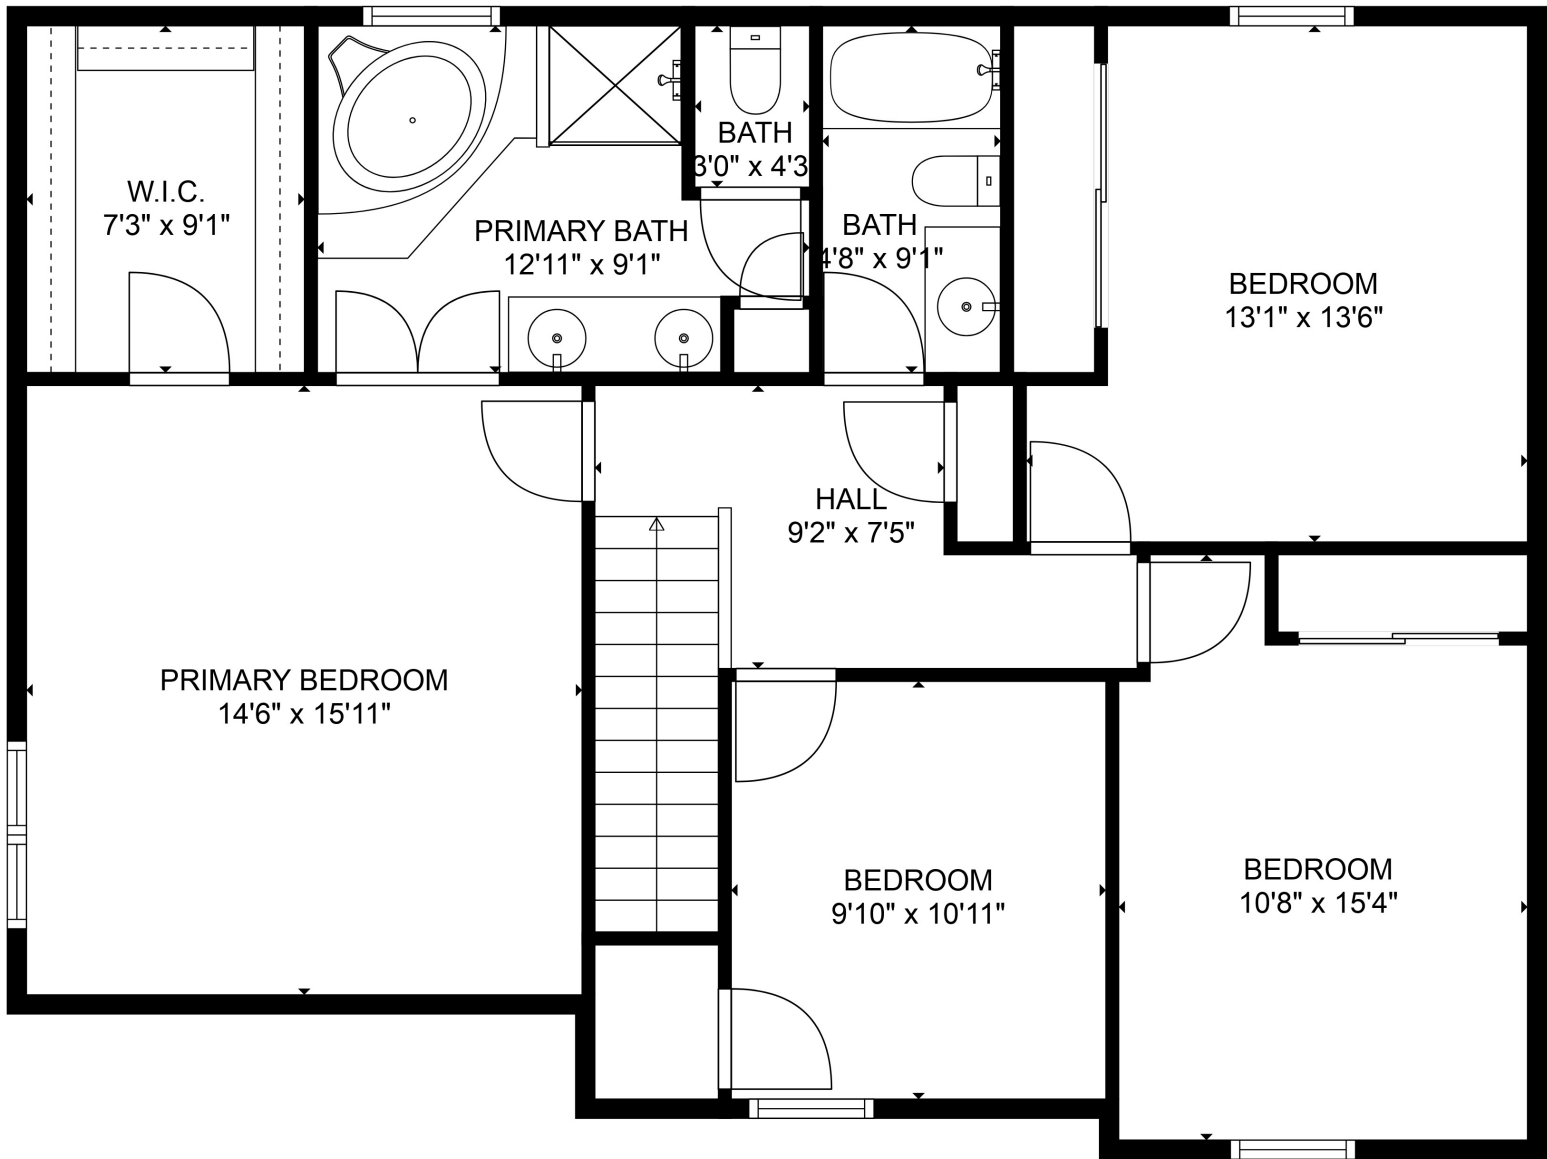 BATH
3'0" x 4'3
W.I.C.
7'3" x 9'1"
PRIMARY BATH
12'11" x 9'1"
BATH
4'8" x 9'1"
BEDROOM
13'1" x 13'6"
HALL
9'2" x 7'5"
PRIMARY BEDROOM
14'6" x 15'11"
BEDROOM
9'10" x 10'11"
BEDROOM
10'8" x 15'4"